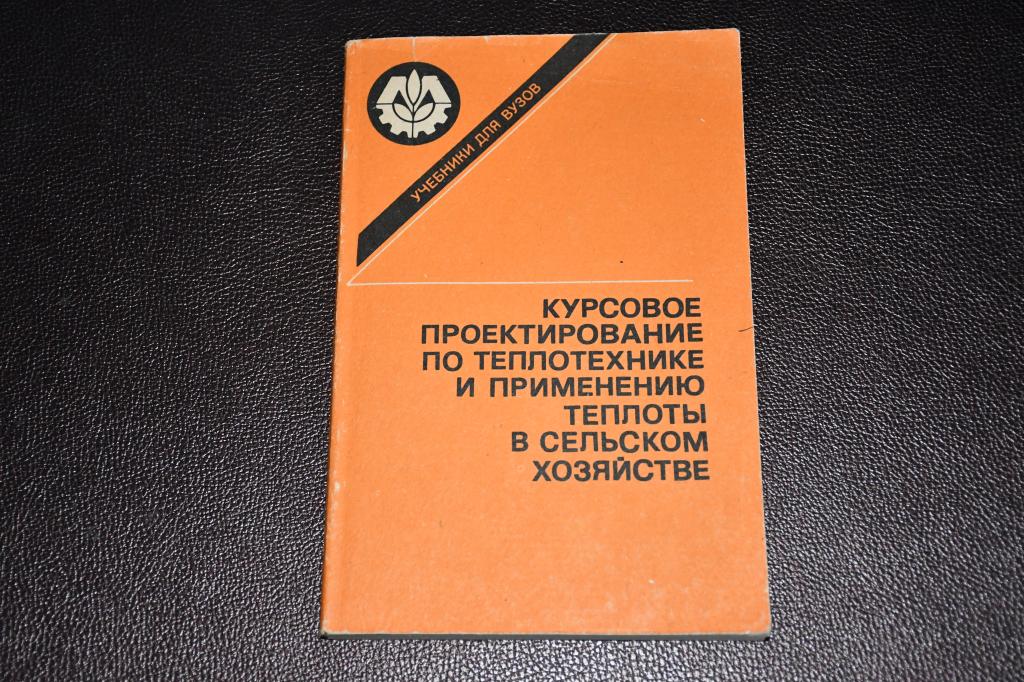 УЧЕБНИКИ ДЛЯ ВУЗОВ
КУРСОВОЕ
ПРОЕКТИРОВАНИЕ
ПО ТЕПЛОТЕХНИКЕ
И ПРИМЕНЕНИЮ
ТЕПЛОТЫ
В СЕЛЬСКОМ
ХОЗЯЙСТВЕ